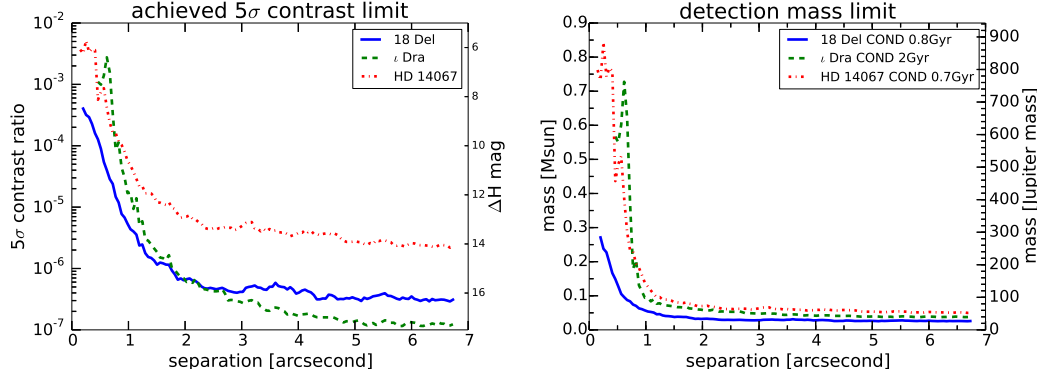 achieved 5σ contrast limit
10⁻²
10⁻³
10⁻⁴
10⁻⁵
10⁻⁶
10⁻⁷
5σ contrast ratio
18 Del
ι Dra
HD 14067
6
8
10
12
14
16
ΔH mag
0 1 2 3 4 5 6 7
separation [arcsecond]
detection mass limit
0.9
0.8
0.7
0.6
0.5
0.4
0.3
0.2
0.1
0.0
mass [Msun]
18 Del COND 0.8Gyr
ι Dra COND 2Gyr
HD 14067 COND 0.7Gyr
900
800
700
600
500
400
300
200
100
0
mass [Jupiter mass]
0 1 2 3 4 5 6 7
separation [arcsecond]